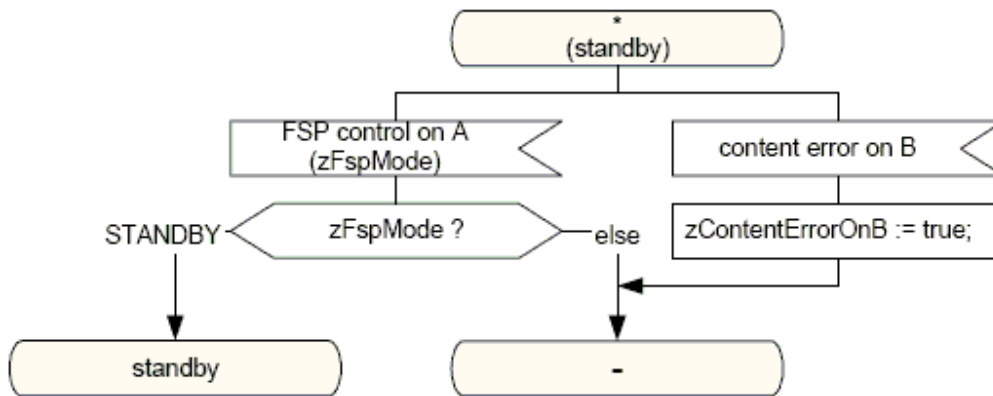 *
(standby)
FSP control on A
(zFspMode)
content error on B
STANDBY
zFspMode ?
else
zContentErrorOnB := true;
standby
-